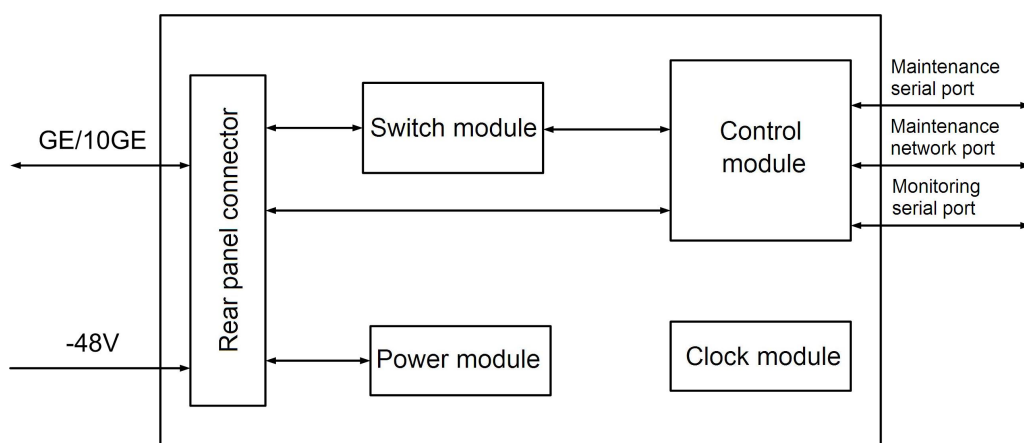 GE/10GE
-48V
Rear panel connector
Switch module
Power module
Control
module
Clock module
Maintenance
serial port
Maintenance
network port
Monitoring
serial port